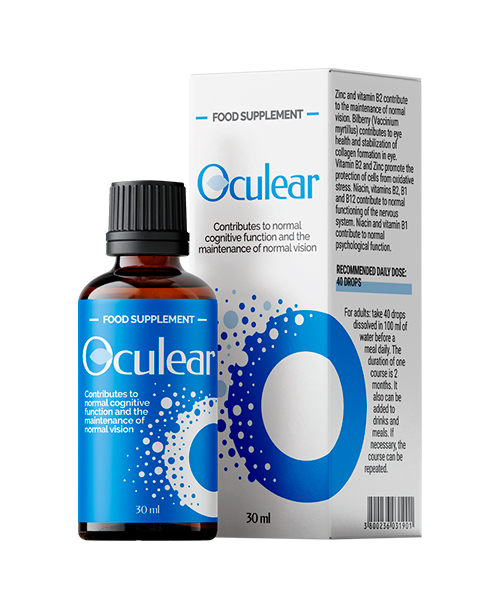 FOOD SUPPLEMENT
Oculear
Contributes to normal
cognitive function and the
maintenance of normal vision
30 ml
Zinc and vitamin B2 contribute
to the maintenance of normal
vision. Bilberry (Vaccinium
myrtillus) contributes to eye
health and stabilization of
collagen formation in eye.
Vitamin B2 and Zinc promote the
protection of cells from oxidative
stress. Niacin, vitamins B2, B1
and B12 contribute to normal
functioning of the nervous
system. Niacin and vitamin B1
contribute to normal
psychological function.
RECOMMENDED DAILY DOSE:
40 DROPS
For adults: take 40 drops
dissolved in 100 ml of
water before a
meal daily. The
duration of one
course is 2
months. It
also can be
added to
drinks and
meals. If
necessary, the
course can be
repeated.
3800236031901
FOOD SUPPLEMENT
Oculear
Contributes to
normal cognitive
function and the
maintenance of
normal vision
30 ml